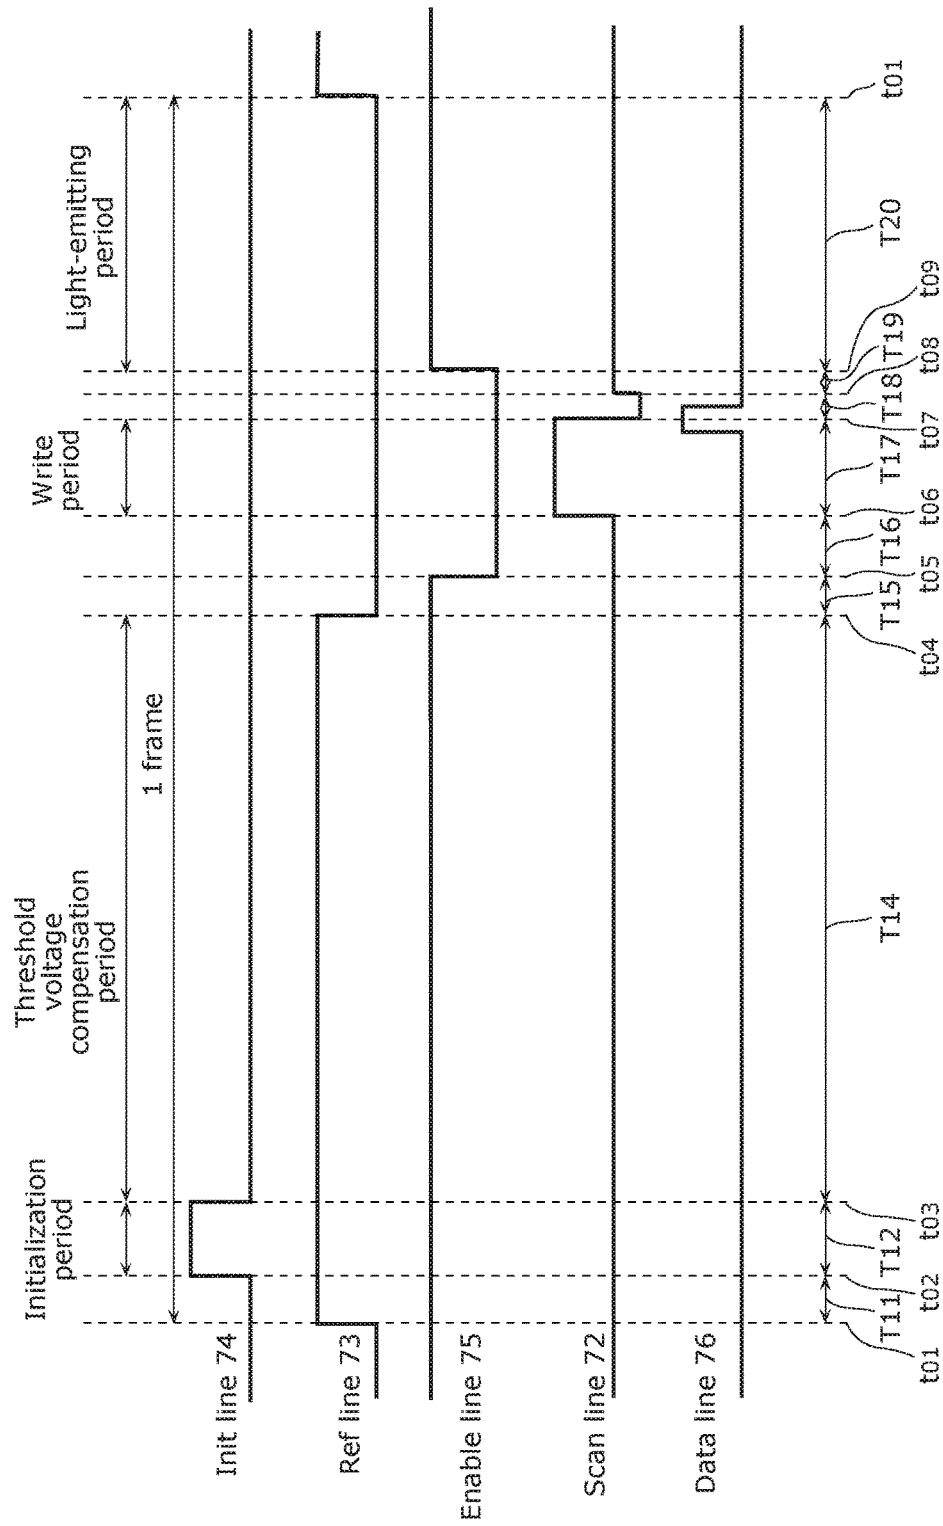 Initialization
period
Threshold
voltage
compensation
period
Write
period
Light-emitting
period
1 frame
Init line 74
Ref line 73
Enable line 75
Scan line 72
Data line 76
T11
T12
T14
T15
T16
T17
T18
T19
T20
t01
t02
t03
t04
t05
t06
t07
t08
t09
t01